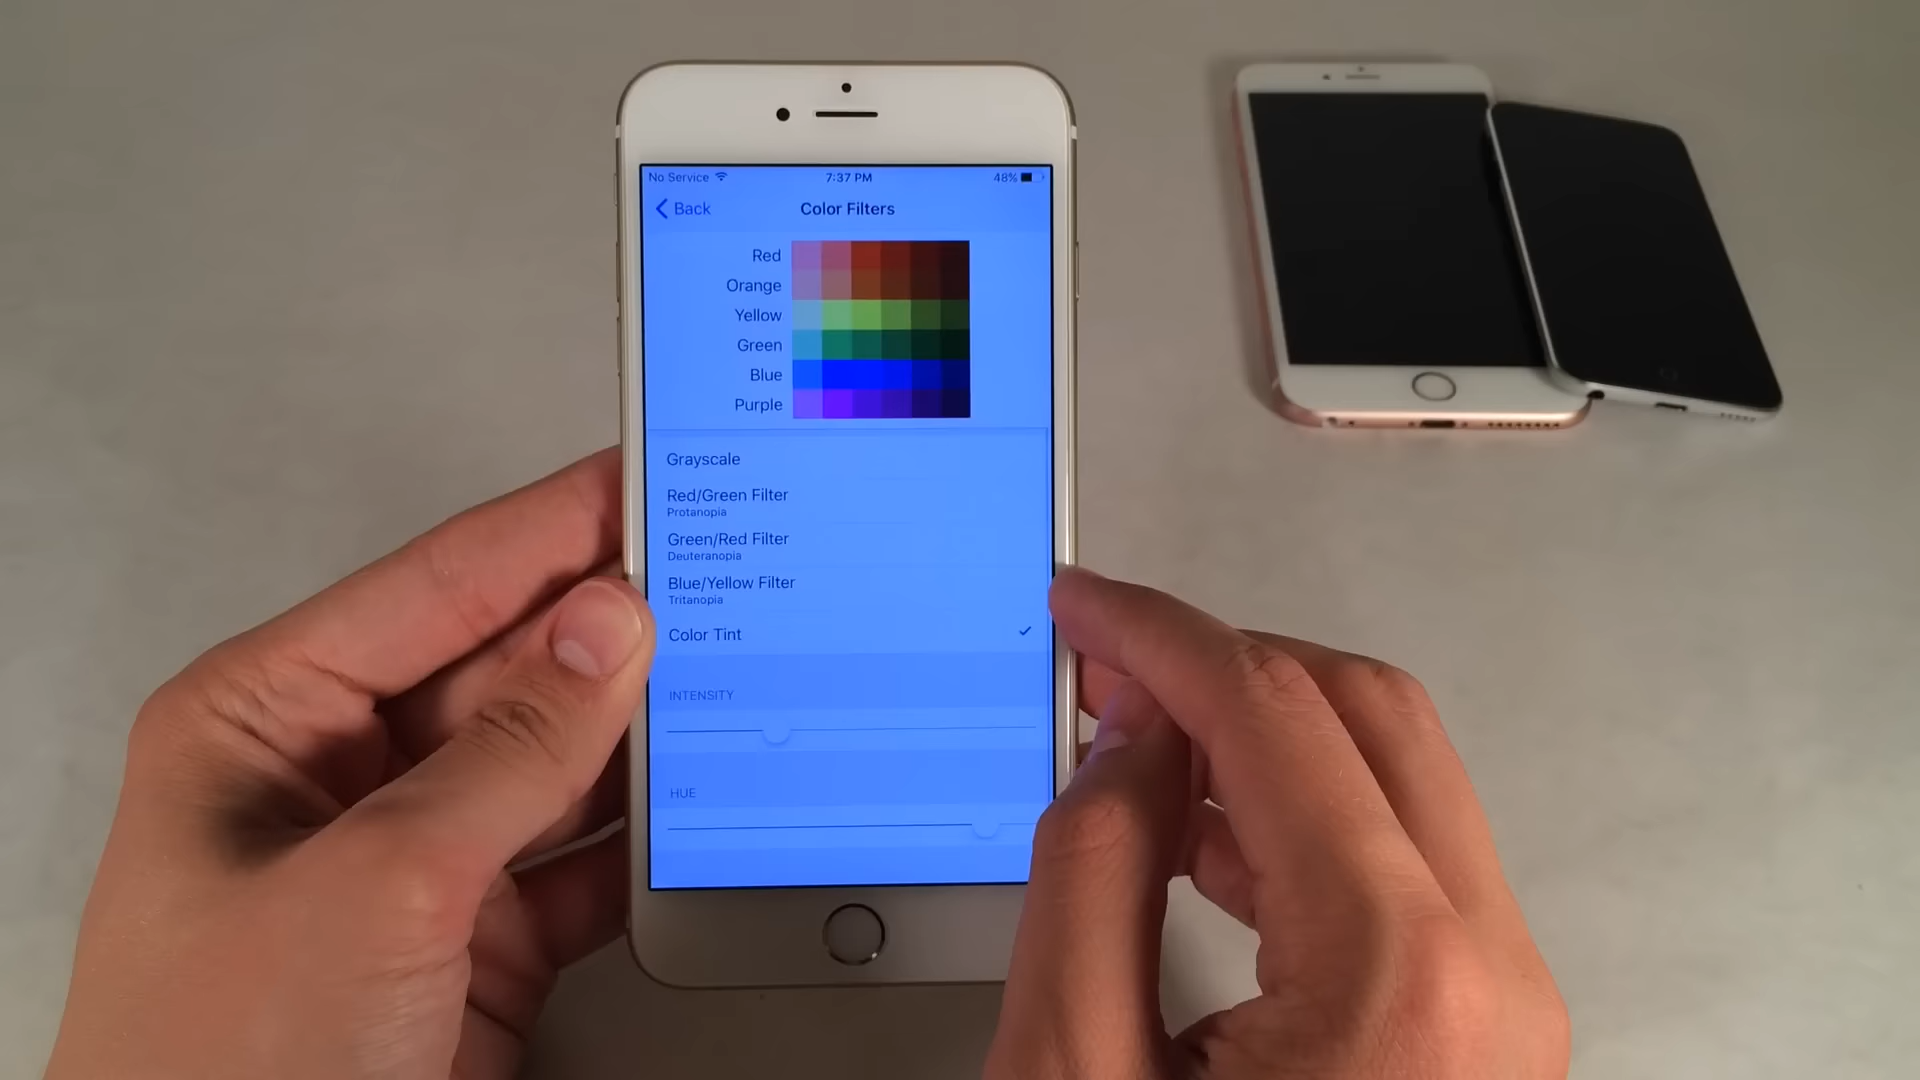 No Service 7:37 PM 48%
Back Color Filters
Red
Orange
Yellow
Green
Blue
Purple
Grayscale
Red/Green Filter
Protanopia
Green/Red Filter
Deuteranopia
Blue/Yellow Filter
Tritanopia
Color Tint
INTENSITY
HUE